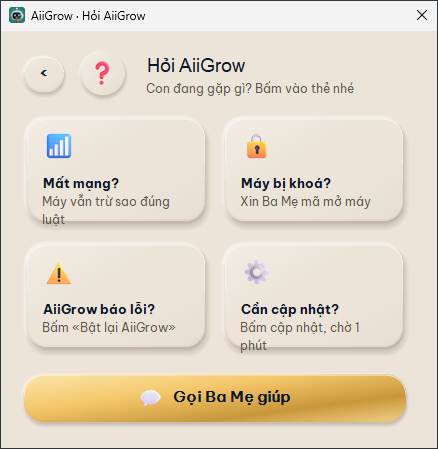 AiiGrow · Hỏi AiiGrow
Hỏi AiiGrow
Con đang gặp gì? Bấm vào thẻ nhé
Mất mạng?
Máy vẫn trừ sao đúng
luật
Máy bị khoá?
Xin Ba Mẹ mã mở máy
AiiGrow báo lỗi?
Bấm «Bật lại AiiGrow»
Cần cập nhật?
Bấm cập nhật, chờ 1
phút
Gọi Ba Mẹ giúp